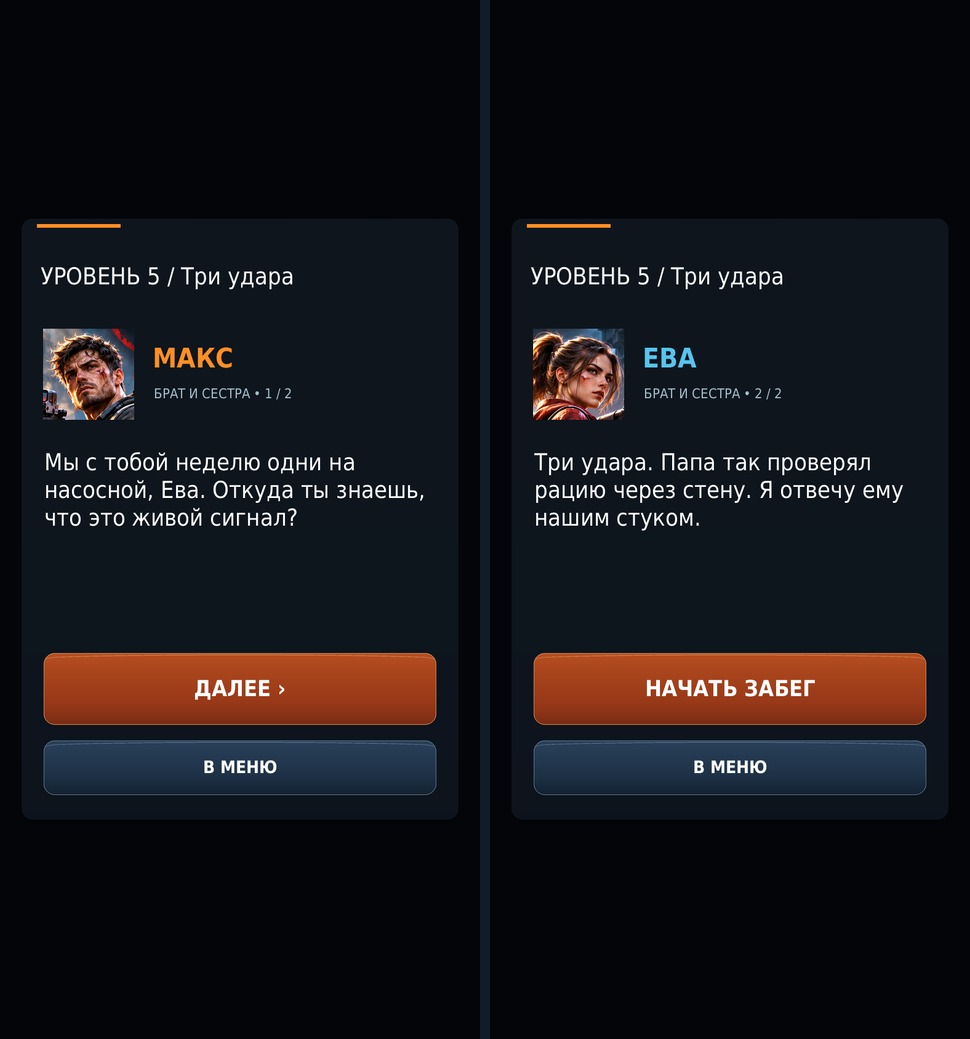 УРОВЕНЬ 5 / Три удара
МАКС
БРАТ И СЕСТРА • 1 / 2
Мы с тобой неделю одни на
насосной, Ева. Откуда ты знаешь,
что это живой сигнал?
ДАЛЕЕ ›
В МЕНЮ
УРОВЕНЬ 5 / Три удара
ЕВА
БРАТ И СЕСТРА • 2 / 2
Три удара. Папа так проверял
рацию через стену. Я отвечу ему
нашим стуком.
НАЧАТЬ ЗАБЕГ
В МЕНЮ